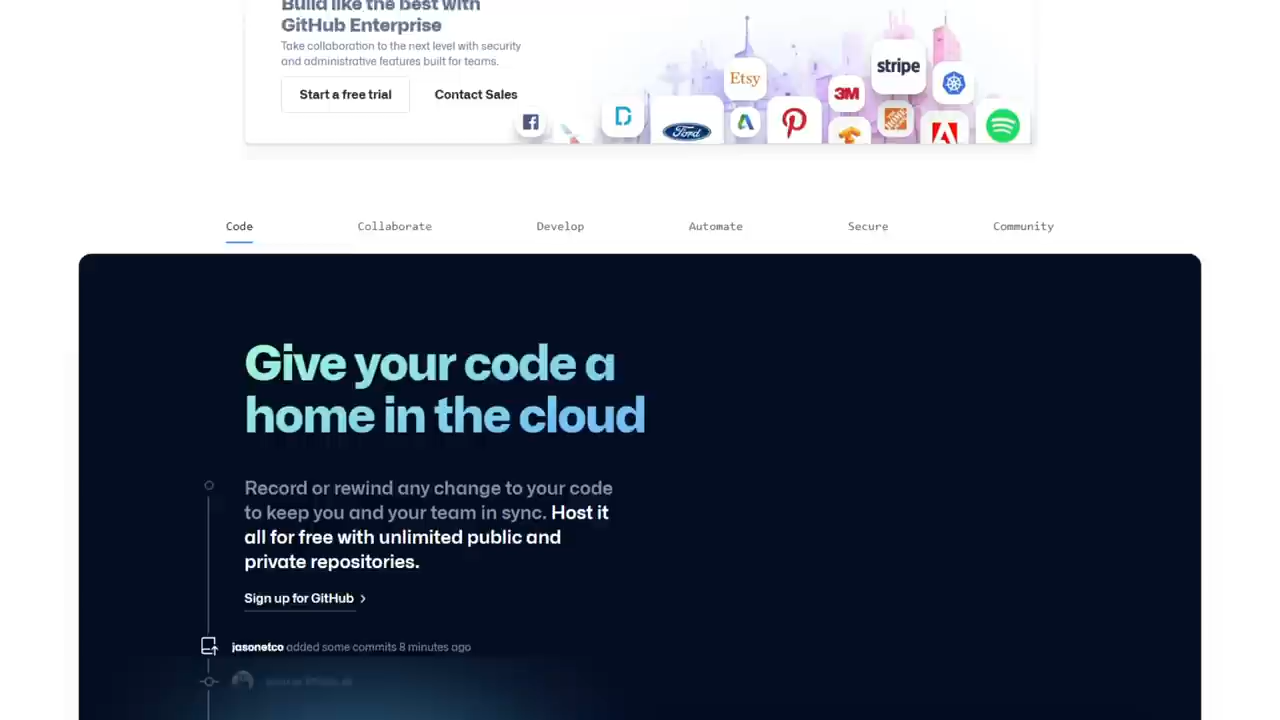 Build like the best with
GitHub Enterprise
Take collaboration to the next level with security
and administrative features built for teams.
Start a free trial
Contact Sales
Etsy
stripe
3M
Ford
Code
Collaborate
Develop
Automate
Secure
Community
Give your code a
home in the cloud
Record or rewind any change to your code
to keep you and your team in sync. Host it
all for free with unlimited public and
private repositories.
Sign up for GitHub
jasonetco added some commits 8 minutes ago